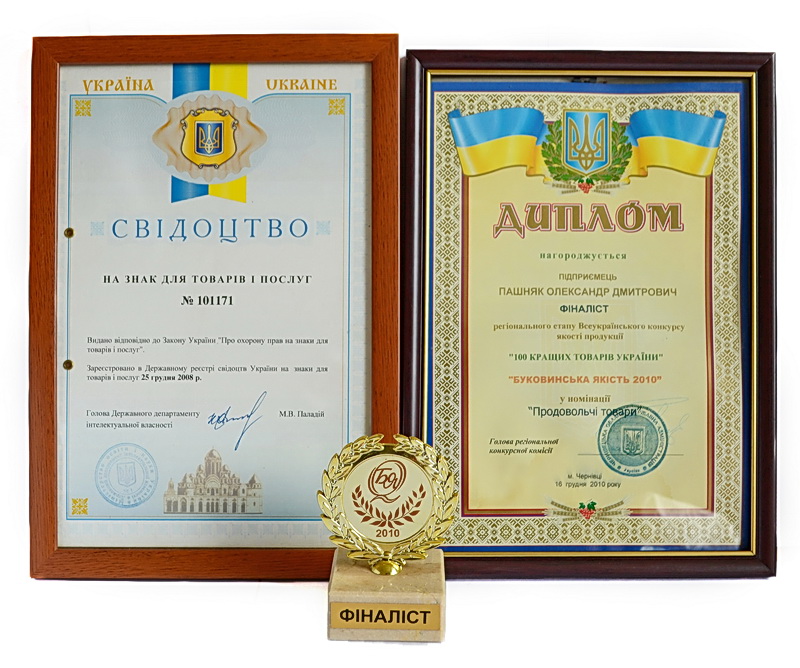 УКРАЇНА UKRAINE
СВІДОЦТВО
НА ЗНАК ДЛЯ ТОВАРІВ І ПОСЛУГ
№ 101171
Видано відповідно до Закону України "Про охорону прав на знаки для
товарів і послуг".
Зареєстровано в Державному реєстрі свідоцтв України на знаки для
товарів і послуг 25 грудня 2008 р.
Голова Державного департаменту
інтелектуальної власності
М.В. Паладій
ДИПЛОМ
нагороджується
ПІДПРИЄМЕЦЬ
ПАШНЯК ОЛЕКСАНДР ДМИТРОВИЧ
ФІНАЛІСТ
регіонального етапу Всеукраїнського конкурсу
якості продукції
"100 КРАЩИХ ТОВАРІВ УКРАЇНИ"
"БУКОВИНСЬКА ЯКІСТЬ 2010"
у номінації
"Продовольчі товари"
Голова регіональної
конкурсної комісії
м. Чернівці
16 грудня 2010 року
2010
ФІНАЛІСТ